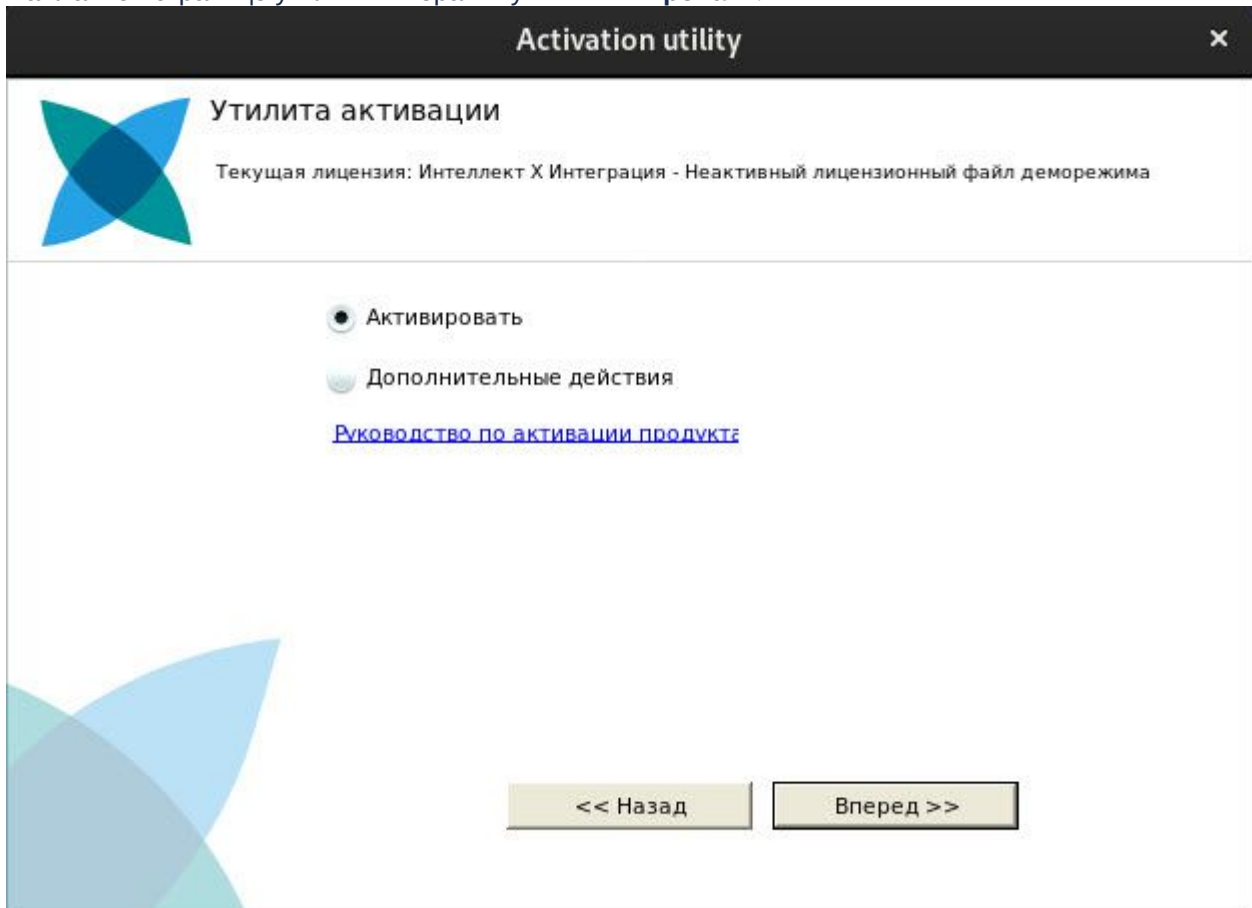 Activation utility
×
Утилита активации
Текущая лицензия: Интеллект X Интеграция - Неактивный лицензионный файл деморежима
Активировать
Дополнительные действия
Руководство по активации продукта
<< Назад
Вперед >>